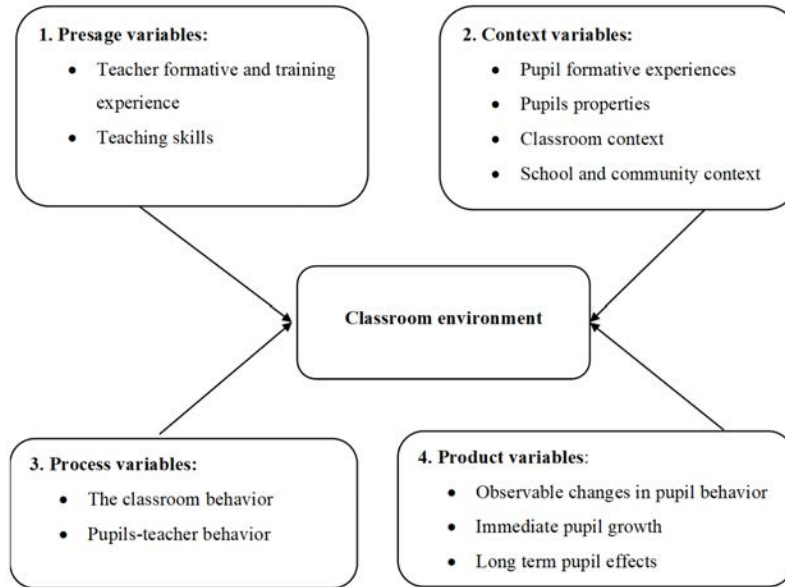 1. Presage variables:
• Teacher formative and training
experience
• Teaching skills
2. Context variables:
• Pupil formative experiences
• Pupils properties
• Classroom context
• School and community context
Classroom environment
3. Process variables:
• The classroom behavior
• Pupils-teacher behavior
4. Product variables:
• Observable changes in pupil behavior
• Immediate pupil growth
• Long term pupil effects